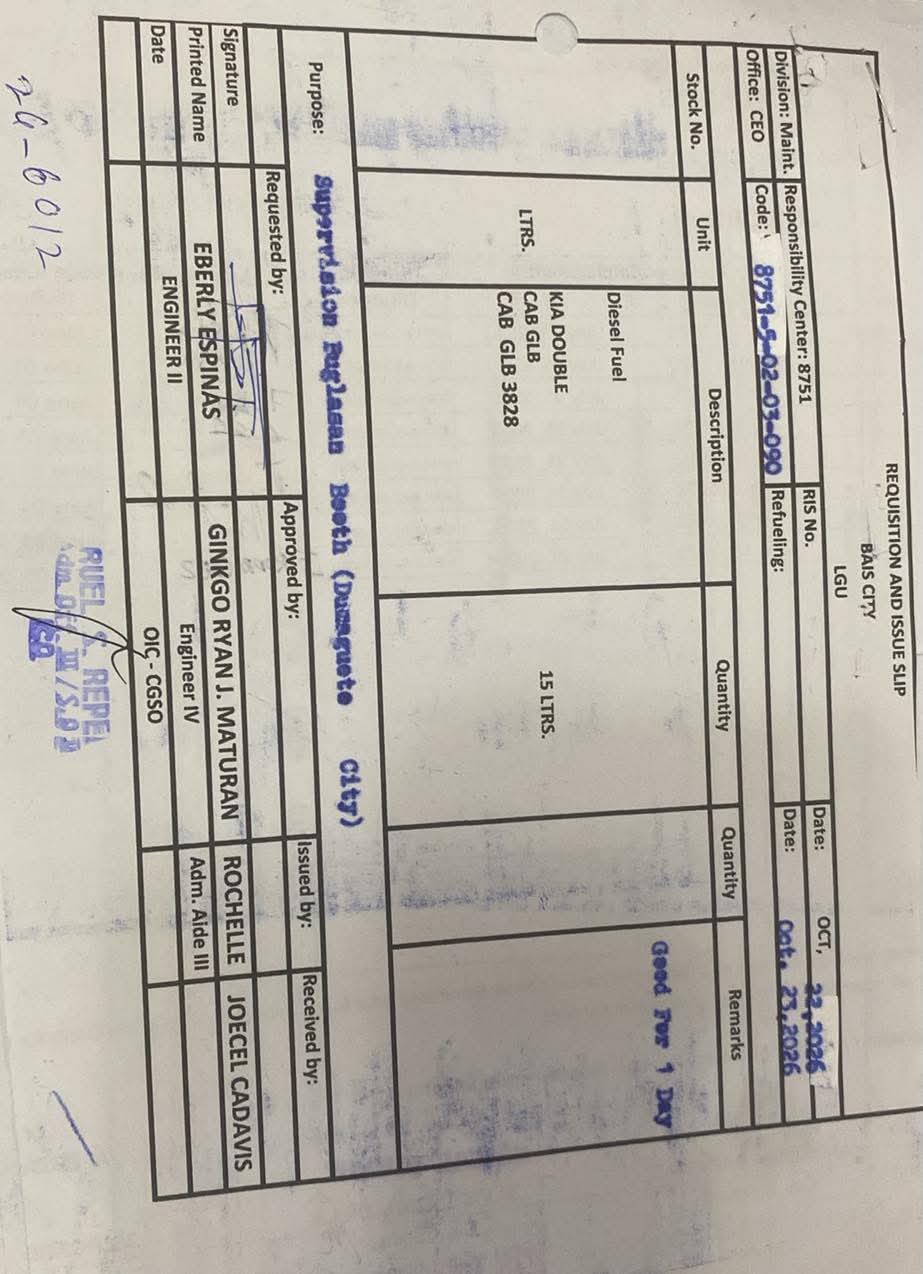 REQUISITION AND ISSUE SLIP
BAIS CITY
LGU
Division: Maint. Responsibility Center: 8751 RIS No. Date: OCT, 22,2026
Office: CEO Code: 8751-5-02-03-090 Refueling: Date: Oct. 23,2026
Stock No. Unit Description Quantity Quantity Remarks
Good For 1 Day
Diesel Fuel
KIA DOUBLE
LTRS. CAB GLB 15 LTRS.
CAB GLB 3828
Purpose: Supervision Buglasan Booth (Dumaguete City)
Requested by: Approved by: Issued by: Received by:
Signature
Printed Name EBERLY ESPINAS GINKGO RYAN J. MATURAN ROCHELLE JOECEL CADAVIS
Date ENGINEER II Engineer IV Adm. Aide III
OIC - CGSO
RUEL
24-6012